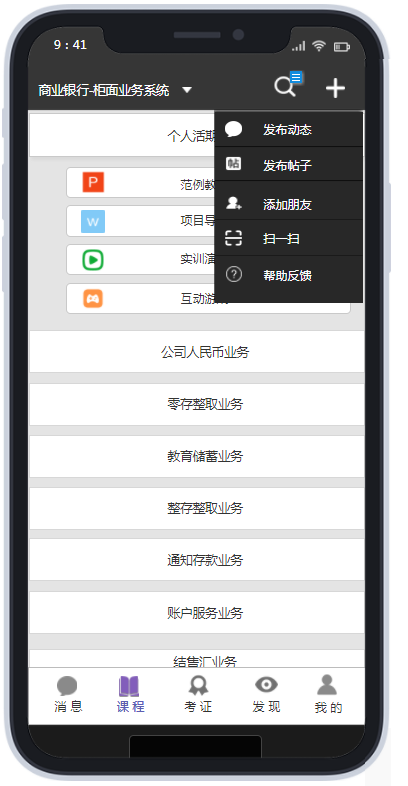 9：41
商业银行-柜面业务系统
发布动态
帖
发布帖子
添加朋友
扫一扫
帮助反馈
个人活期
P
范例教
W
项目导
实训演
互动游
公司人民币业务
零存整取业务
教育储蓄业务
整存整取业务
通知存款业务
账户服务业务
结售汇业务
消息
课程
考证
发现
我的